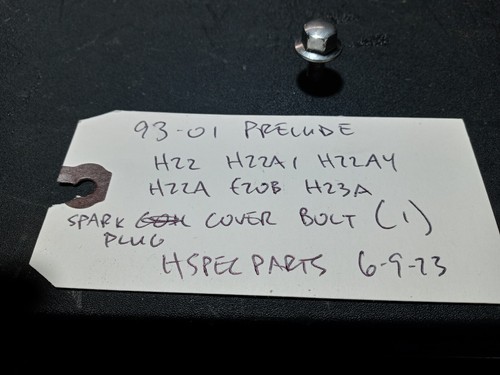 93-01 PRELUDE
H22 H22A1 H22A4
H22A F20B H23A
SPARK COVER BOLT (1)
PLUG
HSPEC PARTS 6-9-23